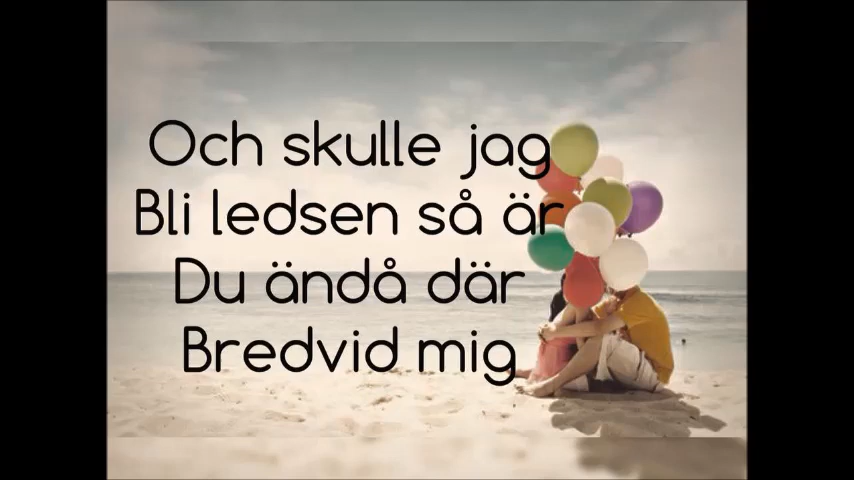 Och skulle jag
Bli ledsen så är
Du ändå där
Bredvid mig